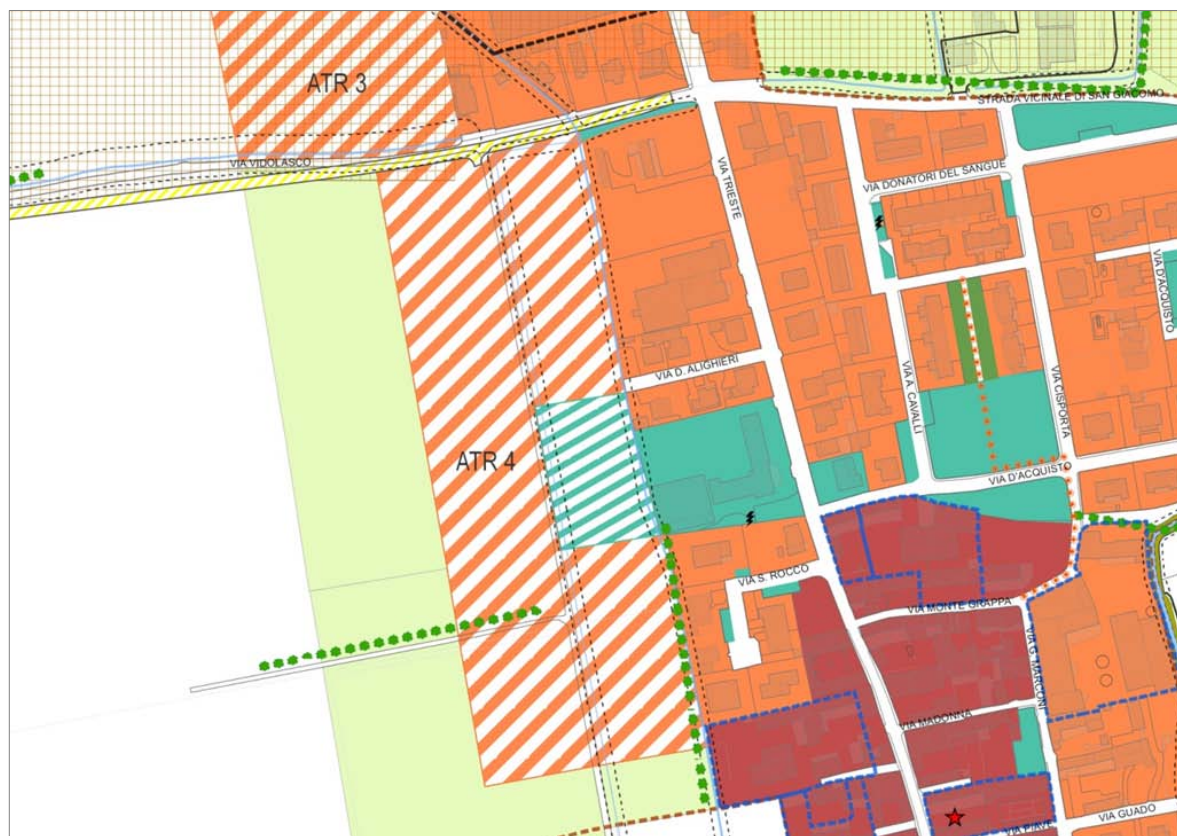 ATR 3
STRADA VICINALE DI SAN GIACOMO
VIA VIDOLASCO
VIA TRIESTE
VIA DONATORI DEL SANGUE
VIA D'ACQUISTO
VIA D. ALIGHIERI
VIA A. CAVALLI
VIA CISPORTA
ATR 4
VIA D'ACQUISTO
VIA S. ROCCO
VIA MONTE GRAPPA
VIA G. MARCONI
VIA MADONNA
VIA PIAVE
VIA GUADO